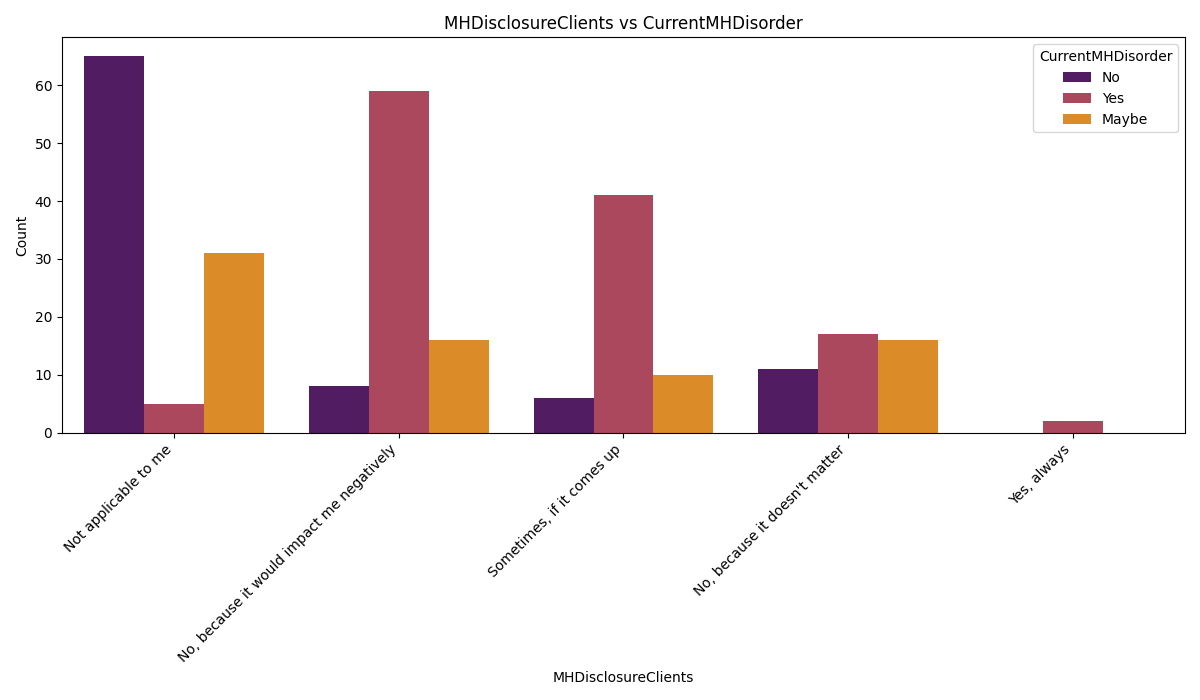 MHDisclosureClients vs CurrentMHDisorder
CurrentMHDisorder
No
Yes
Maybe
Count
60
50
40
30
20
10
0
Not applicable to me
No, because it would impact me negatively
Sometimes, if it comes up
No, because it doesn't matter
Yes, always
MHDisclosureClients